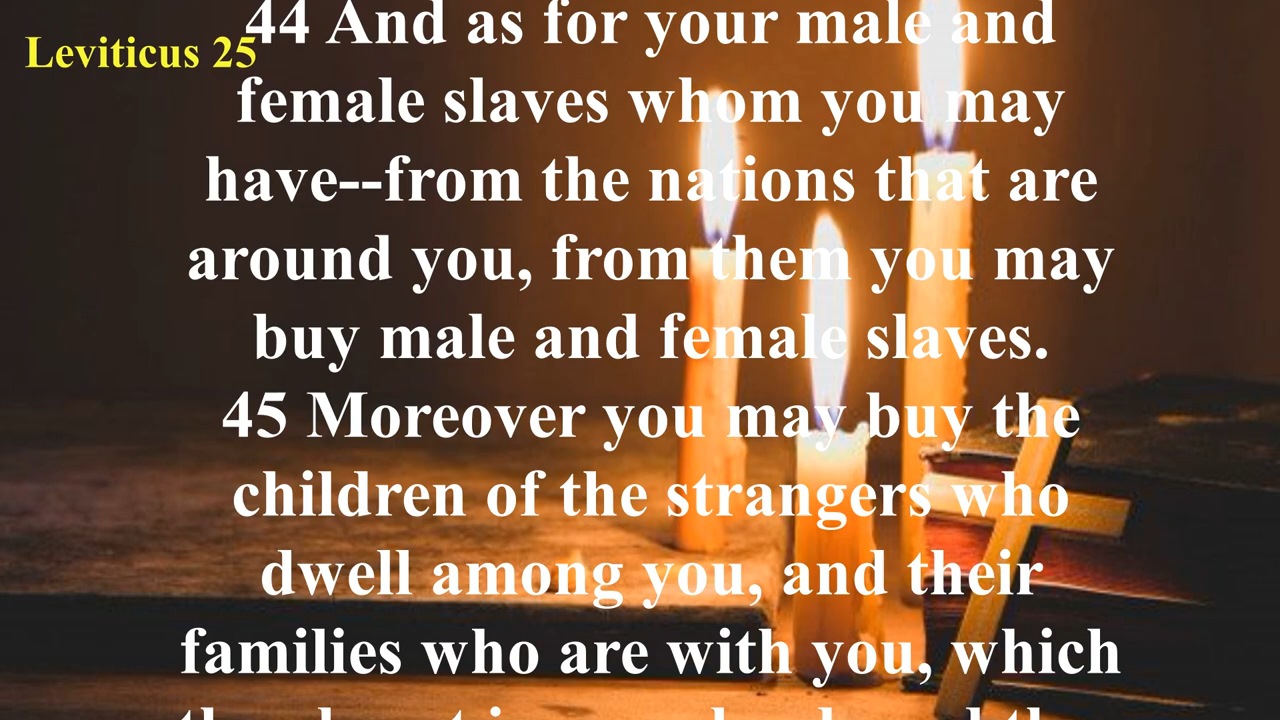 Leviticus 25
44 And as for your male and
female slaves whom you may
have--from the nations that are
around you, from them you may
buy male and female slaves.
45 Moreover you may buy the
children of the strangers who
dwell among you, and their
families who are with you, which